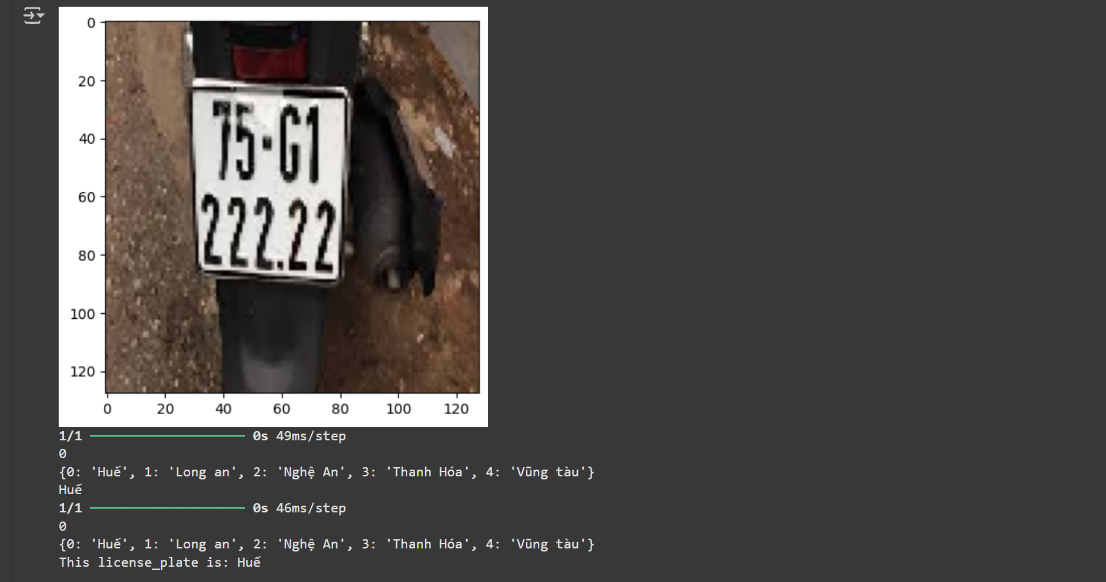 0
20
40
60
80
100
120
75-G1
222.22
0 20 40 60 80 100 120
1/1 ━━━━━━━━━━━━━━━━━━━━ 0s 49ms/step
0
{0: 'Huế', 1: 'Long an', 2: 'Nghệ An', 3: 'Thanh Hóa', 4: 'Vũng tàu'}
Huế
1/1 ━━━━━━━━━━━━━━━━━━━━ 0s 46ms/step
0
{0: 'Huế', 1: 'Long an', 2: 'Nghệ An', 3: 'Thanh Hóa', 4: 'Vũng tàu'}
This license_plate is: Huế